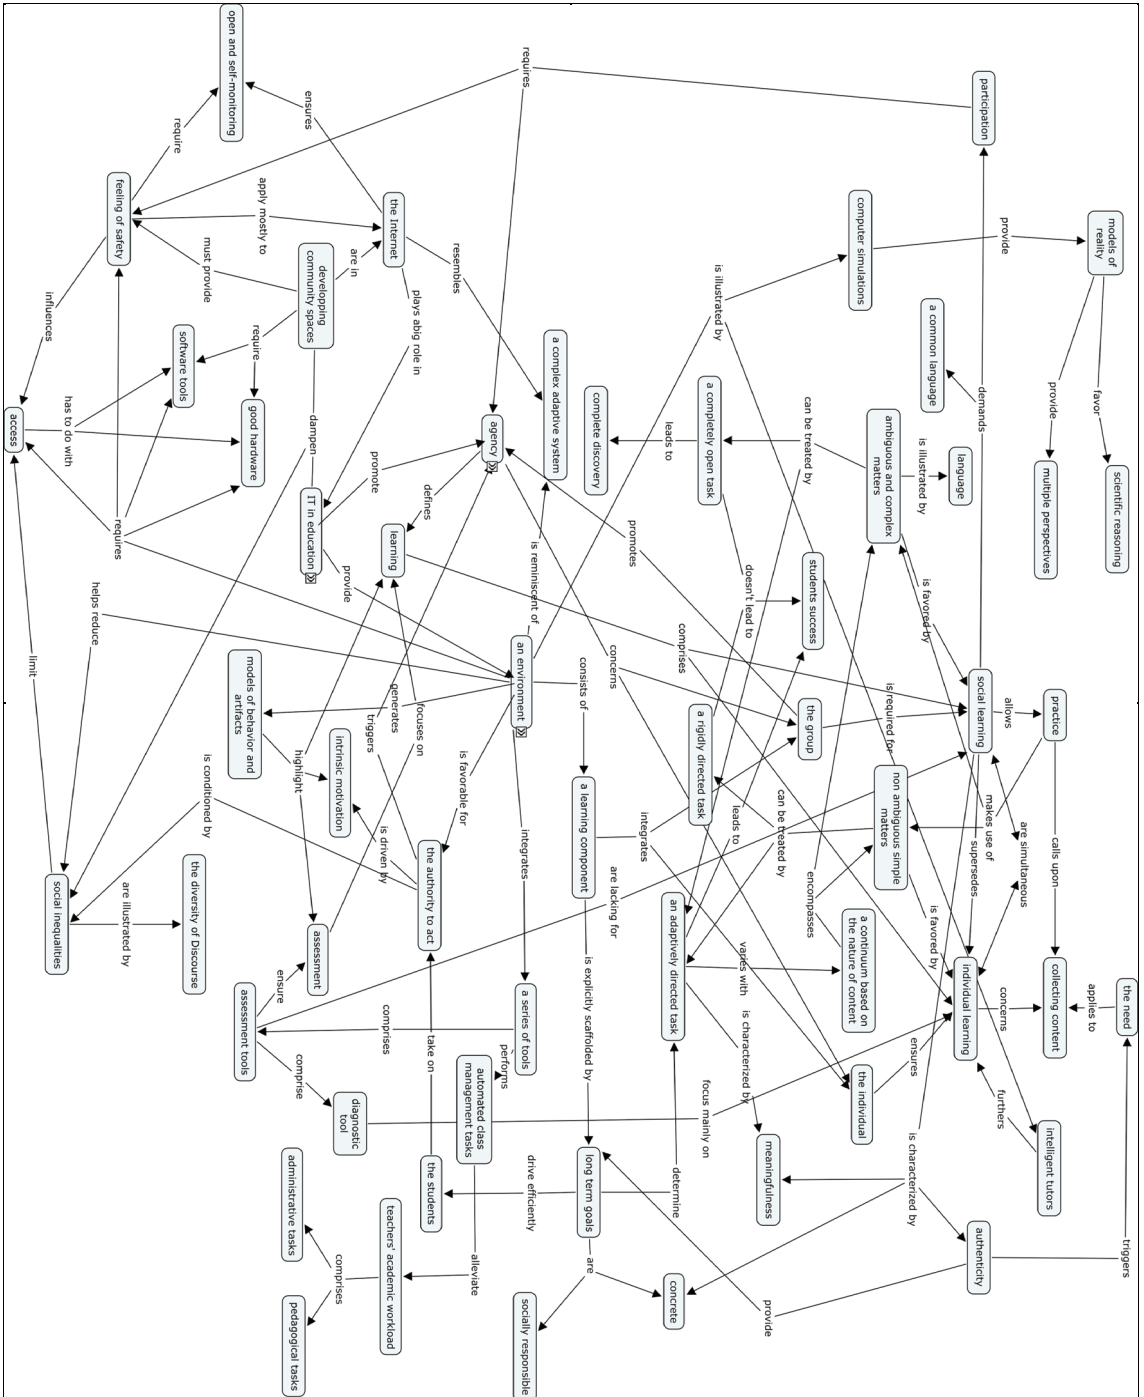 the need
triggers
models of
reality
scientific reasoning
favor
applies to
provide
multiple perspectives
practice
calls upon
collecting content
intelligent tutors
provide
allows
are simultaneous
concerns
furthers
participation
demands
social learning
makes use of
supersedes
individual learning
authenticity
a common language
language
is illustrated by
is favored by
is favored by
ensures
is characterized by
ambiguous and complex
matters
is required for
non ambiguous simple
matters
computer simulations
a continuum based on
the nature of content
the individual
can be treated by
students success
the group
encompasses
can be treated by
meaningfulness
provide
doesn't lead to
leads to
varies with
is characterized by
is illustrated by
a completely open task
a rigidly directed task
focus mainly on
leads to
comprises
an adaptively directed task
determine
concrete
promotes
integrates
concerns
are lacking for
complete discovery
consists of
a learning component
is explicitly scaffolded by
long term goals
are
a complex adaptive system
is reminiscent of
drive efficiently
requires
an environment
integrates
a series of tools
socially responsible
agency
performs
automated class
management tasks
alleviate
resembles
defines
is favorable for
plays abig role in
focuses on
the authority to act
take on
the students
the Internet
learning
generates
comprises
teachers' academic workload
promote
triggers
is driven by
are in
provide
intrinsic motivation
diagnostic
tool
comprises
developping
community spaces
dampen
IT in education
assessment
ensures
highlight
comprise
administrative tasks
pedagogical tasks
ensure
apply mostly to
require
good hardware
models of behavior and
artifacts
assessment tools
open and self-monitoring
must provide
is conditioned by
require
software tools
the diversity of Discourse
feeling of safety
requires
are illustrated by
helps reduce
has to do with
influences
social inequalities
limit
access